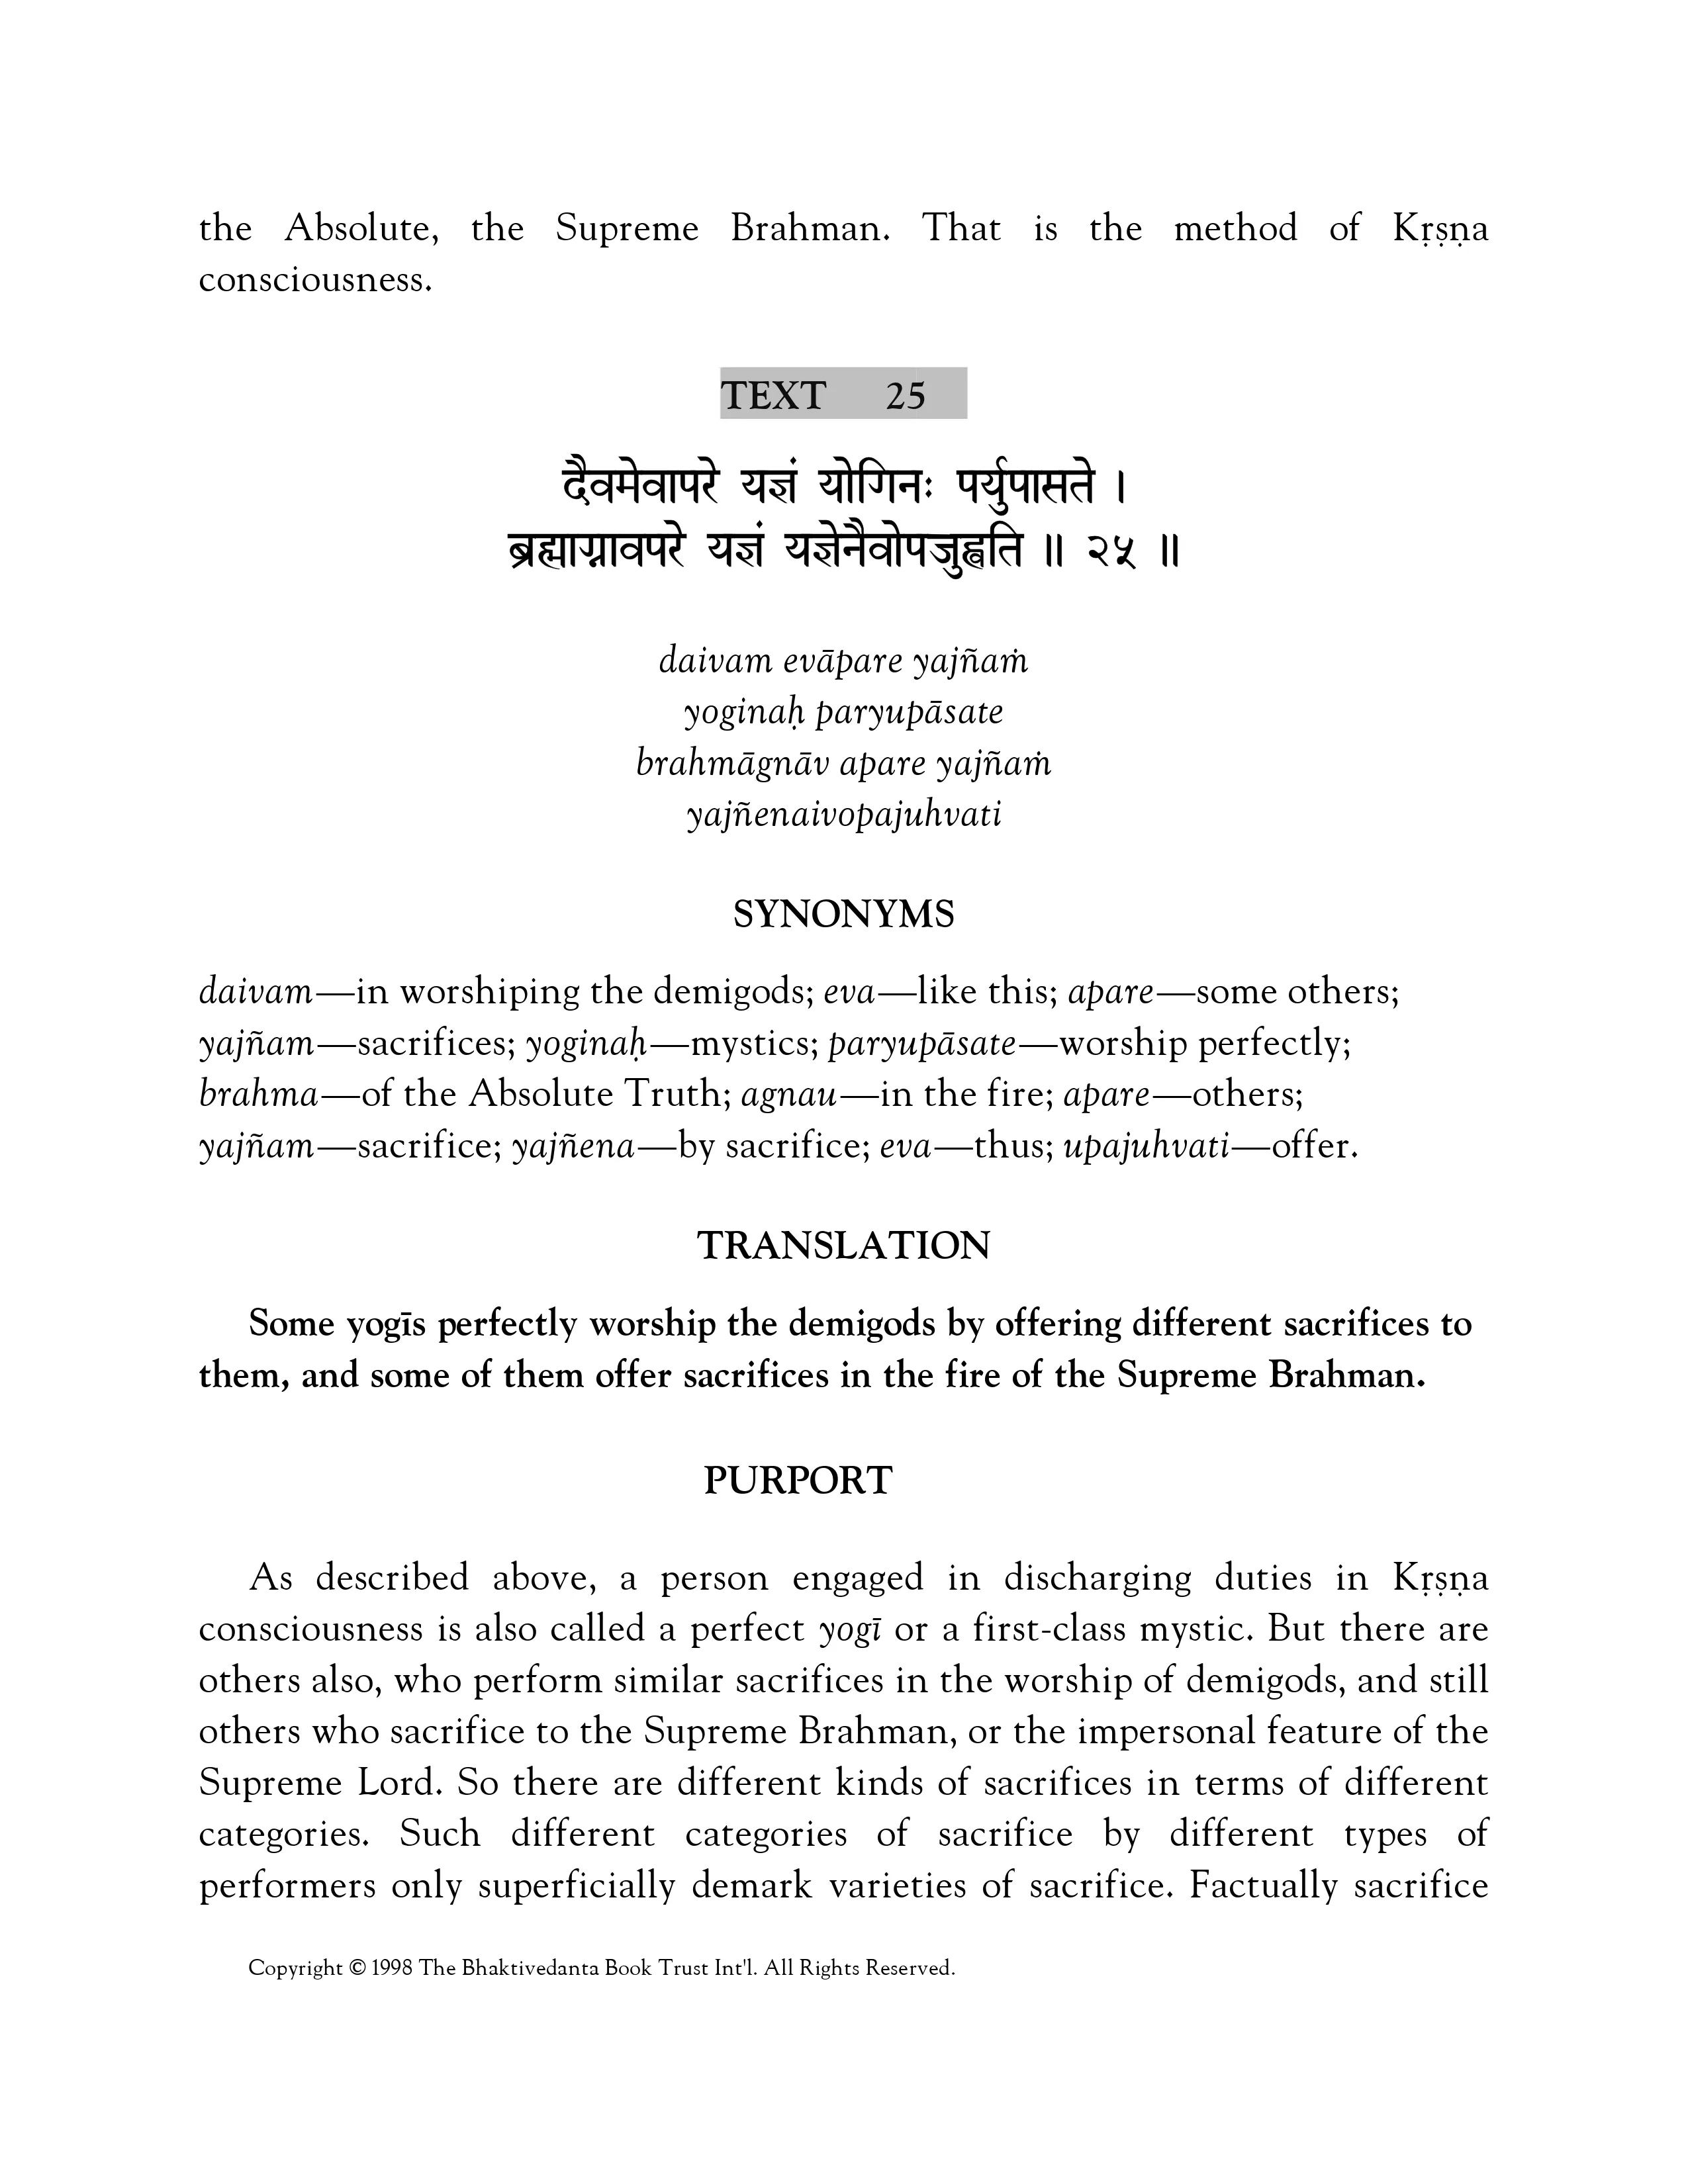 the Absolute, the Supreme Brahman. That is the method of Kṛṣṇa
consciousness.
TEXT 25
दैवमेवापरे यज्ञं योगिनः पर्युपासते ।
ब्रह्माग्नावपरे यज्ञं यज्ञेनैवोपजुह्वति ॥ २५ ॥
daivam evāpare yajñaṁ
yoginaḥ paryupāsate
brahmāgnāv apare yajñaṁ
yajñenaivopajuhvati
SYNONYMS
daivam—in worshiping the demigods; eva—like this; apare—some others;
yajñam—sacrifices; yoginaḥ—mystics; paryupāsate—worship perfectly;
brahma—of the Absolute Truth; agnau—in the fire; apare—others;
yajñam—sacrifice; yajñena—by sacrifice; eva—thus; upajuhvati—offer.
TRANSLATION
Some yogīs perfectly worship the demigods by offering different sacrifices to
them, and some of them offer sacrifices in the fire of the Supreme Brahman.
PURPORT
As described above, a person engaged in discharging duties in Kṛṣṇa
consciousness is also called a perfect yogī or a first-class mystic. But there are
others also, who perform similar sacrifices in the worship of demigods, and still
others who sacrifice to the Supreme Brahman, or the impersonal feature of the
Supreme Lord. So there are different kinds of sacrifices in terms of different
categories. Such different categories of sacrifice by different types of
performers only superficially demark varieties of sacrifice. Factually sacrifice
Copyright © 1998 The Bhaktivedanta Book Trust Int'l. All Rights Reserved.